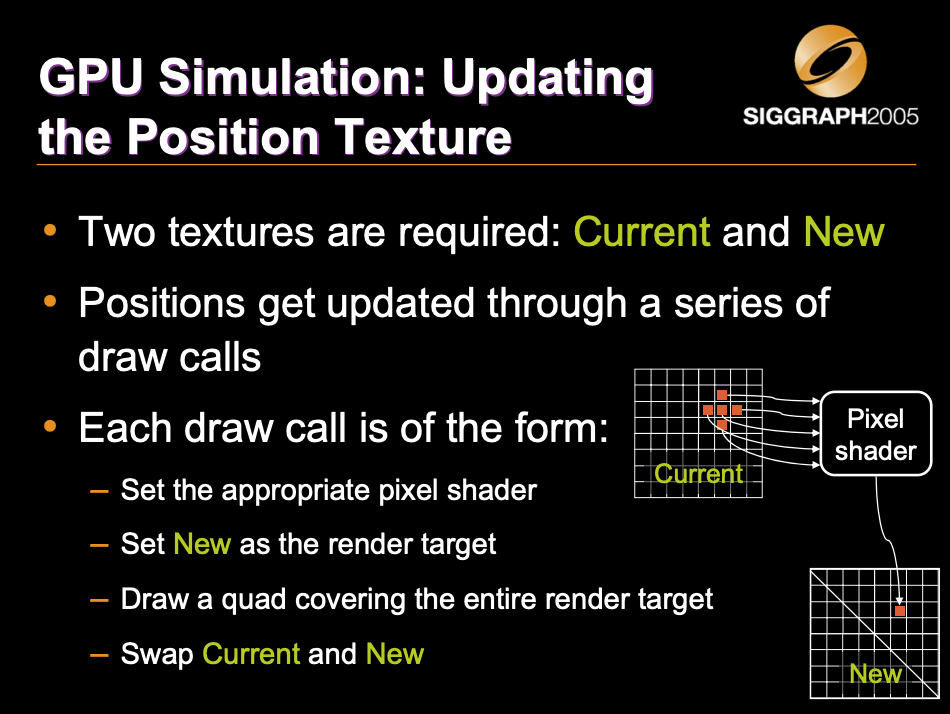 GPU Simulation: Updating
the Position Texture
SIGGRAPH2005
• Two textures are required: Current and New
• Positions get updated through a series of
draw calls
• Each draw call is of the form:
– Set the appropriate pixel shader
– Set New as the render target
– Draw a quad covering the entire render target
– Swap Current and New
Current
Pixel
shader
New